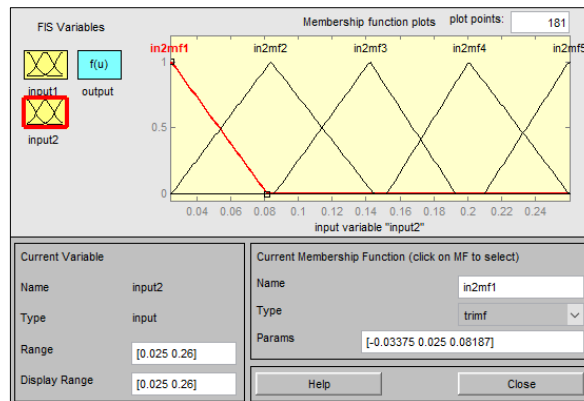 FIS Variables
Membership function plots plot points: 181
f(u)
input1 output
input2
in2mf1 in2mf2 in2mf3 in2mf4 in2mf5
1
0.5
0
0.04 0.06 0.08 0.1 0.12 0.14 0.16 0.18 0.2 0.22 0.24
input variable "input2"
Current Variable
Name input2
Type input
Range [0.025 0.26]
Display Range [0.025 0.26]
Current Membership Function (click on MF to select)
Name in2mf1
Type trimf
Params [-0.03375 0.025 0.08187]
Help Close